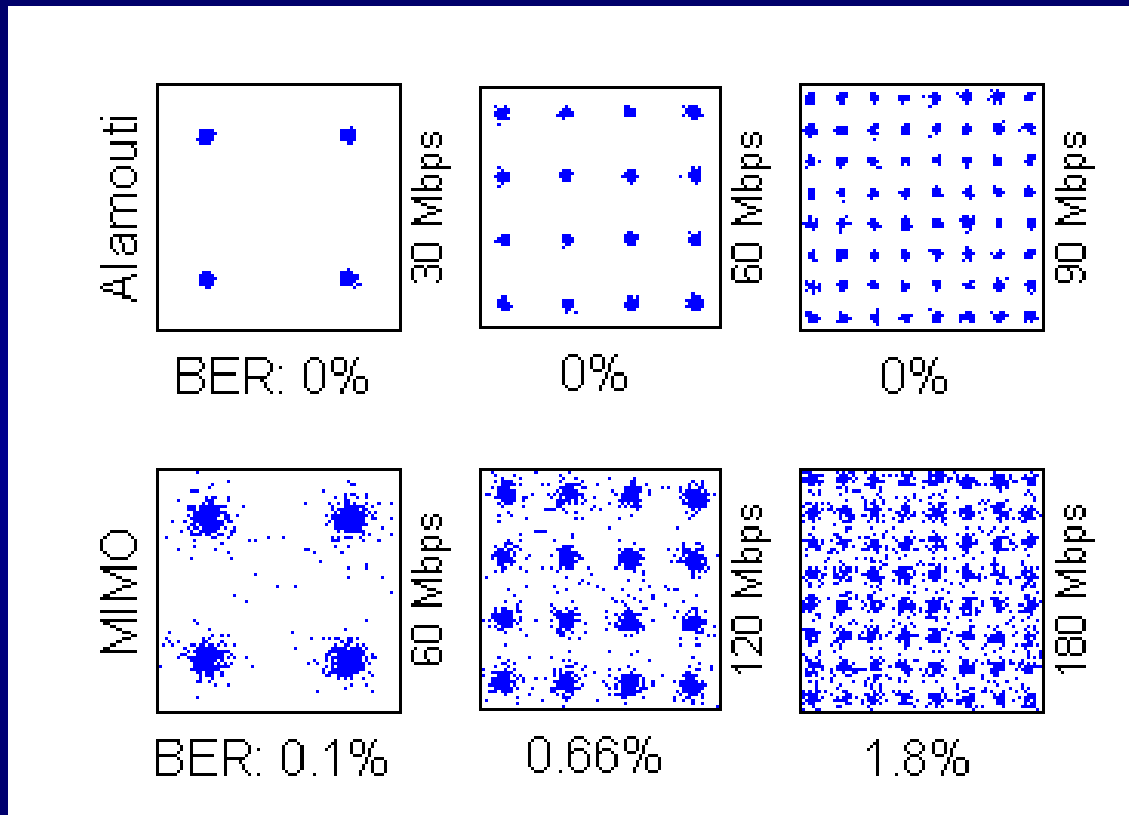 Alamouti
30 Mbps
60 Mbps
90 Mbps
BER: 0%
0%
0%
MIMO
60 Mbps
120 Mbps
180 Mbps
BER: 0.1%
0.66%
1.8%